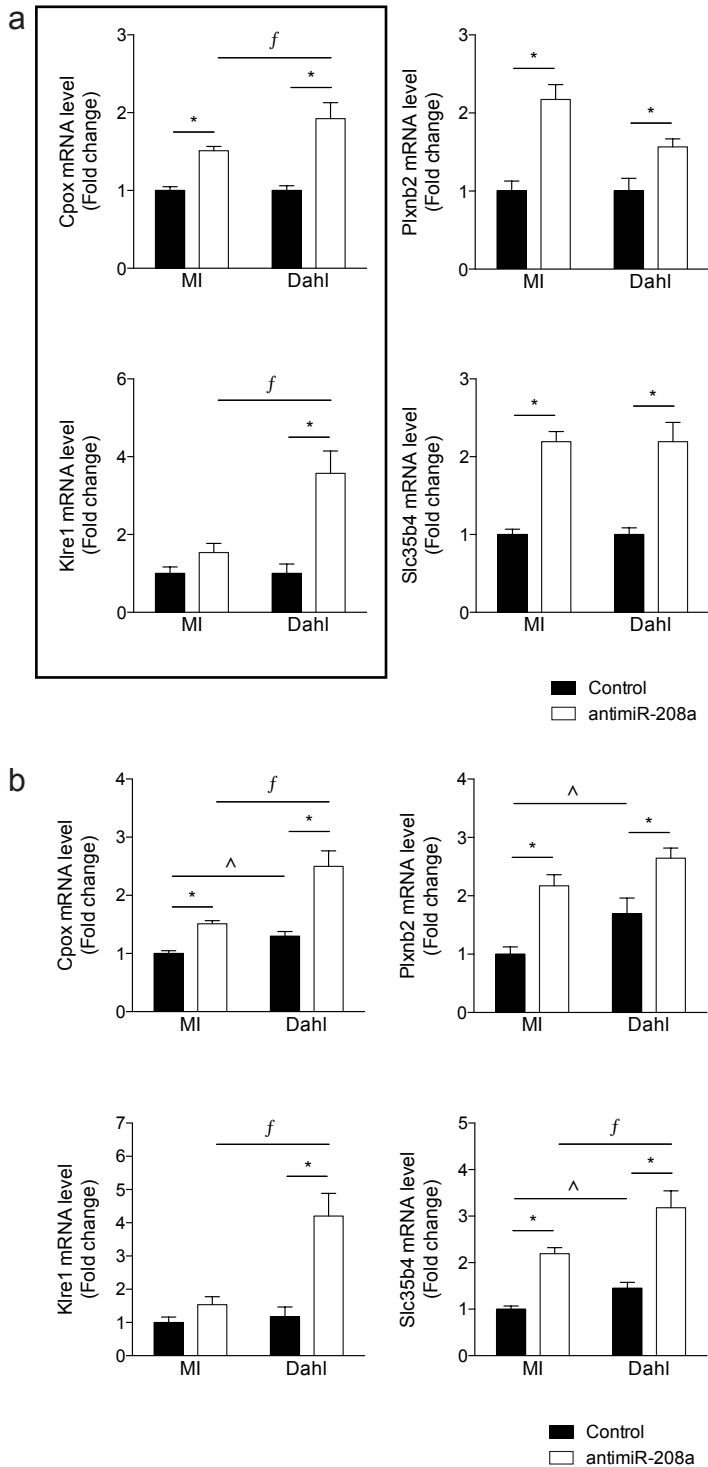 a
Cpox mRNA level
(Fold change)
3
2
1
0
*
*
ƒ
MI
Dahl
Plxnb2 mRNA level
(Fold change)
3
2
1
0
*
*
MI
Dahl
Klre1 mRNA level
(Fold change)
6
4
2
0
*
ƒ
MI
Dahl
Slc35b4 mRNA level
(Fold change)
3
2
1
0
*
*
MI
Dahl
Control
antimiR-208a
b
Cpox mRNA level
(Fold change)
4
3
2
1
0
*
^
*
ƒ
MI
Dahl
Plxnb2 mRNA level
(Fold change)
4
3
2
1
0
*
^
*
MI
Dahl
Klre1 mRNA level
(Fold change)
7
6
5
4
3
2
1
0
*
ƒ
MI
Dahl
Slc35b4 mRNA level
(Fold change)
5
4
3
2
1
0
*
^
*
ƒ
MI
Dahl
Control
antimiR-208a